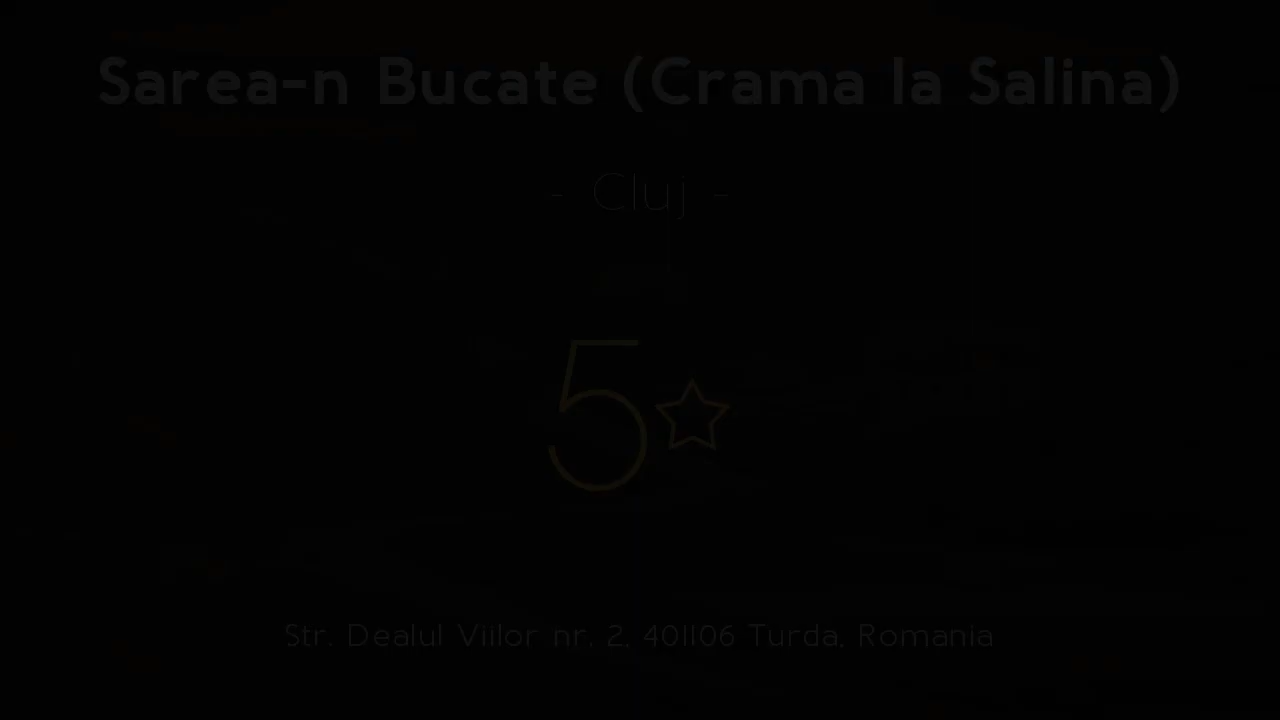 Sarea-n Bucate (Crama la Salina)
- Cluj -
5
Str. Dealul Viilor nr. 2, 401106 Turda, Romania